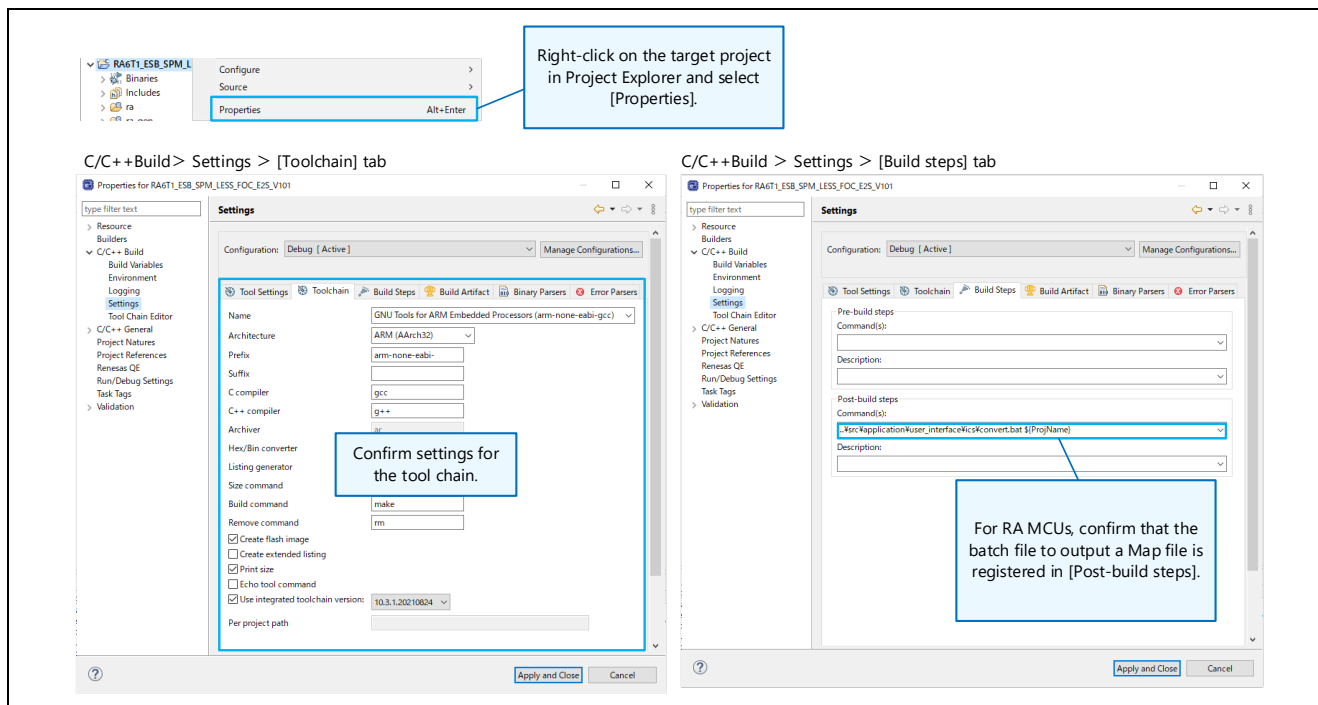 RA6T1_ESB_SPM_L
Binaries
Includes
ra
Configure
Source
Properties Alt+Enter
Right-click on the target project
in Project Explorer and select
[Properties].
C/C++Build> Settings > [Toolchain] tab
Properties for RA6T1_ESB_SPM_LESS_FOC_E2S_V101
type filter text
Resource
Builders
C/C++ Build
Build Variables
Environment
Logging
Settings
Tool Chain Editor
C/C++ General
Project Natures
Project References
Renesas QE
Run/Debug Settings
Task Tags
Validation
Settings
Configuration: Debug [ Active ] Manage Configurations...
Tool Settings Toolchain Build Steps Build Artifact Binary Parsers Error Parsers
Name GNU Tools for ARM Embedded Processors (arm-none-eabi-gcc)
Architecture ARM (AArch32)
Prefix arm-none-eabi-
Suffix
C compiler gcc
C++ compiler g++
Archiver ar
Hex/Bin converter
Listing generator
Size command
Build command make
Remove command rm
Create flash image
Create extended listing
Print size
Echo tool command
Use integrated toolchain version: 10.3.1.20210824
Per project path
Confirm settings for
the tool chain.
Apply and Close Cancel
C/C++Build > Settings > [Build steps] tab
Properties for RA6T1_ESB_SPM_LESS_FOC_E2S_V101
type filter text
Resource
Builders
C/C++ Build
Build Variables
Environment
Logging
Settings
Tool Chain Editor
C/C++ General
Project Natures
Project References
Renesas QE
Run/Debug Settings
Task Tags
Validation
Settings
Configuration: Debug [ Active ] Manage Configurations...
Tool Settings Toolchain Build Steps Build Artifact Binary Parsers Error Parsers
Pre-build steps
Command(s):
Description:
Post-build steps
Command(s):
..¥src¥application¥user_interface¥ics¥convert.bat ${ProjName}
Description:
For RA MCUs, confirm that the
batch file to output a Map file is
registered in [Post-build steps].
Apply and Close Cancel